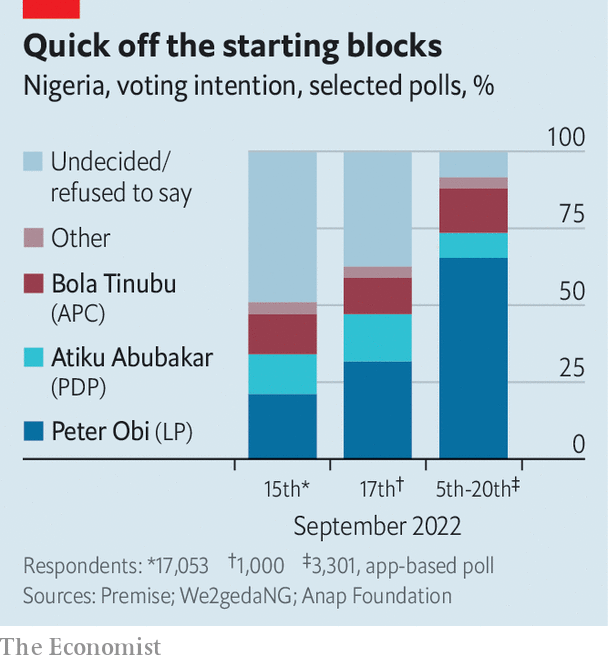 Quick off the starting blocks
Nigeria, voting intention, selected polls, %
Undecided/
refused to say
Other
Bola Tinubu
(APC)
Atiku Abubakar
(PDP)
Peter Obi (LP)
100
75
50
25
0
15th*
17th†
5th-20th‡
September 2022
Respondents: *17,053 †1,000 ‡3,301, app-based poll
Sources: Premise; We2gedaNG; Anap Foundation
The Economist